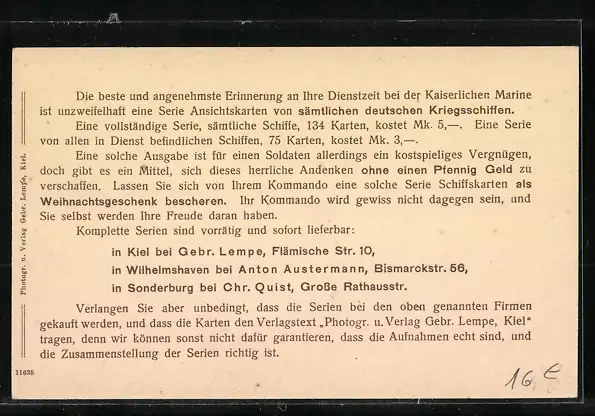 Die beste und angenehmste Erinnerung an Ihre Dienstzeit bei der Kaiserlichen Marine
ist unzweifelhaft eine Serie Ansichtskarten von sämtlichen deutschen Kriegsschiffen.
Eine vollständige Serie, sämtliche Schiffe, 134 Karten, kostet Mk. 5,—. Eine Serie
von allen in Dienst befindlichen Schiffen, 75 Karten, kostet Mk. 3,—.
Eine solche Ausgabe ist für einen Soldaten allerdings ein kostspieliges Vergnügen,
doch gibt es ein Mittel, sich dieses herrliche Andenken ohne einen Pfennig Geld zu
verschaffen. Lassen Sie sich von Ihrem Kommando eine solche Serie Schiffskarten als
Weihnachtsgeschenk bescheren. Ihr Kommando wird gewiss nicht dagegen sein, und
Sie selbst werden Ihre Freude daran haben.
Komplette Serien sind vorrätig und sofort lieferbar:
in Kiel bei Gebr. Lempe, Flämische Str. 10,
in Wilhelmshaven bei Anton Austermann, Bismarckstr. 56,
in Sonderburg bei Chr. Quist, Große Rathausstr.
Verlangen Sie aber unbedingt, dass die Serien bei den oben genannten Firmen
gekauft werden, und dass die Karten den Verlagstext „Photogr. u. Verlag Gebr. Lempe, Kiel“
tragen, denn wir können sonst nicht dafür garantieren, dass die Aufnahmen echt sind, und
die Zusammenstellung der Serien richtig ist.
Photogr. u. Verlag Gebr. Lempe, Kiel.
11635
16 €